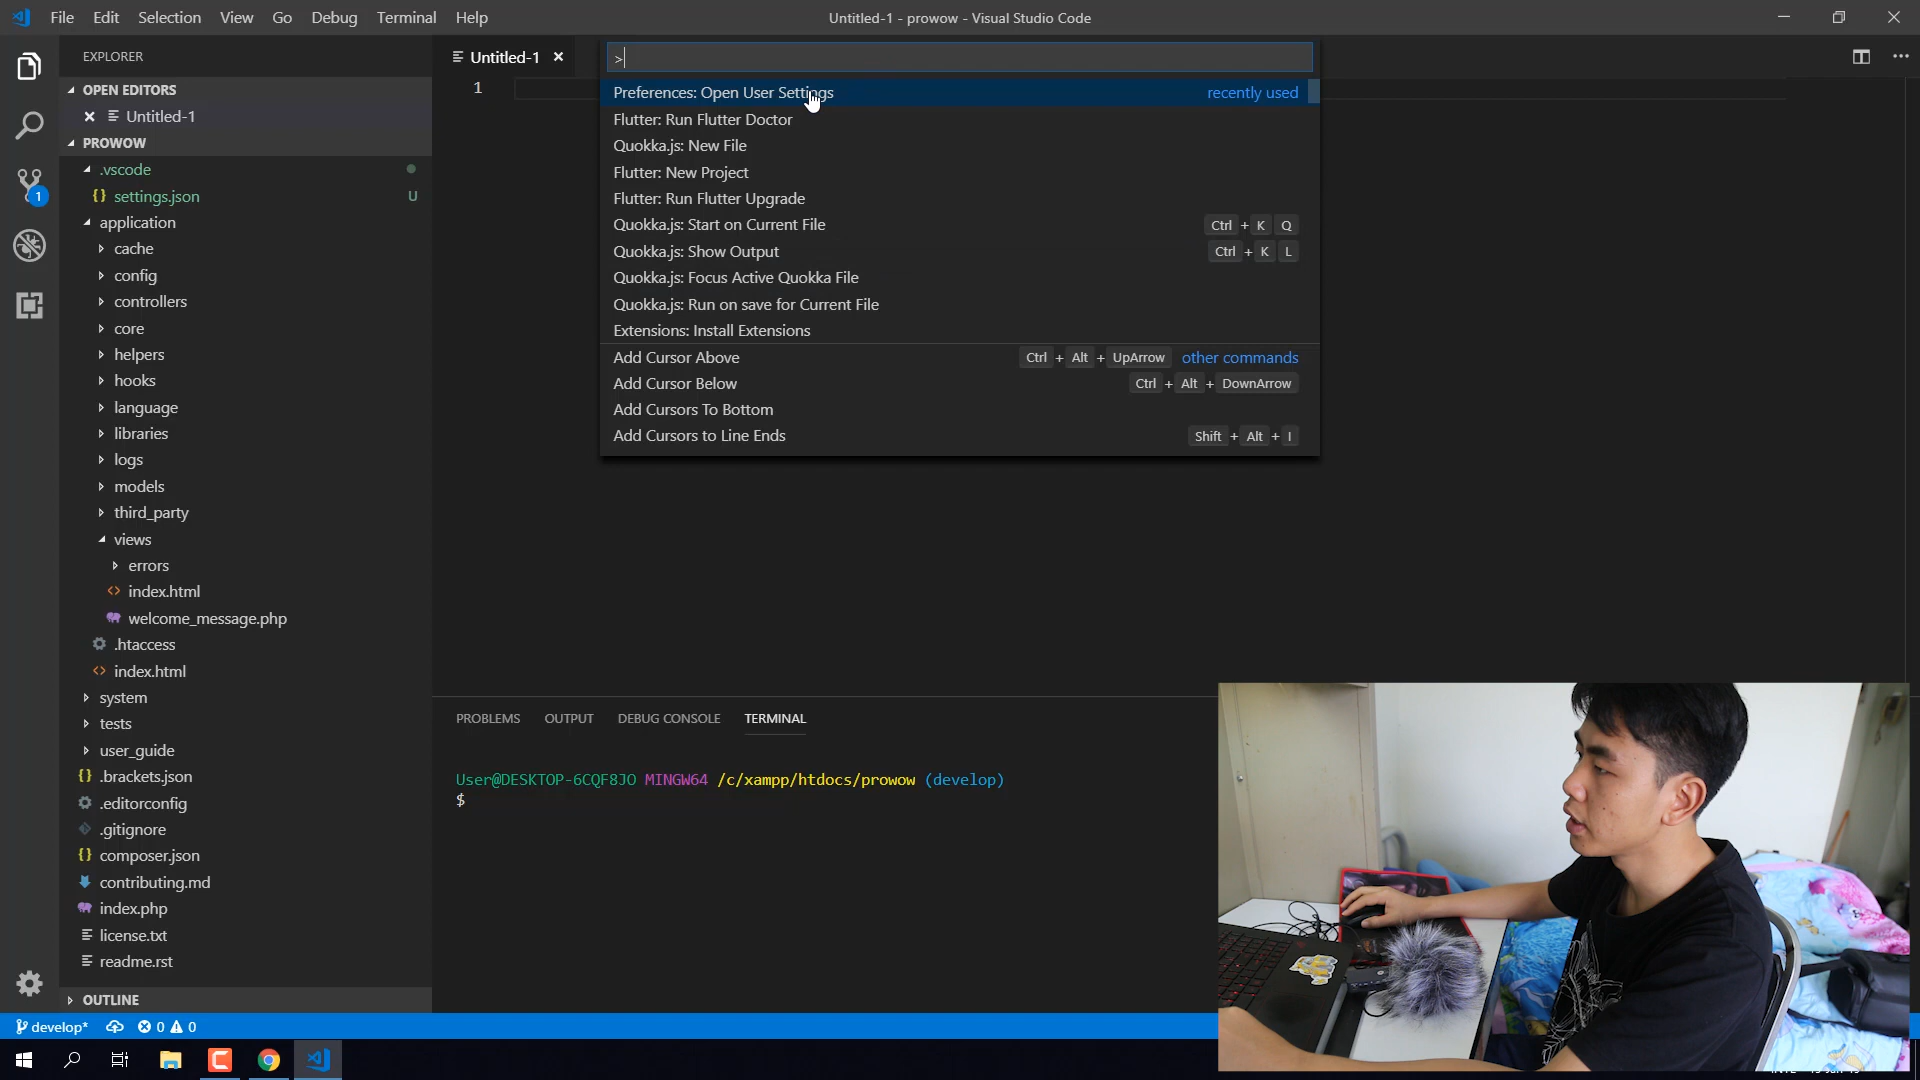 File Edit Selection View Go Debug Terminal Help
Untitled-1 - prowow - Visual Studio Code
EXPLORER
OPEN EDITORS
Untitled-1
PROWOW
.vscode
settings.json U
application
cache
config
controllers
core
helpers
hooks
language
libraries
logs
models
third_party
views
errors
index.html
welcome_message.php
.htaccess
index.html
system
tests
user_guide
.brackets.json
.editorconfig
.gitignore
composer.json
contributing.md
index.php
license.txt
readme.rst
OUTLINE
1
Untitled-1
1
>
Preferences: Open User Settings recently used
Flutter: Run Flutter Doctor
Quokka.js: New File
Flutter: New Project
Flutter: Run Flutter Upgrade
Quokka.js: Start on Current File Ctrl + K Q
Quokka.js: Show Output Ctrl + K L
Quokka.js: Focus Active Quokka File
Quokka.js: Run on save for Current File
Extensions: Install Extensions
Add Cursor Above Ctrl + Alt + UpArrow other commands
Add Cursor Below Ctrl + Alt + DownArrow
Add Cursors To Bottom
Add Cursors to Line Ends Shift + Alt + I
PROBLEMS OUTPUT DEBUG CONSOLE TERMINAL
User@DESKTOP-6CQF8JO MINGW64 /c/xampp/htdocs/prowow (develop)
$
develop* 0 0